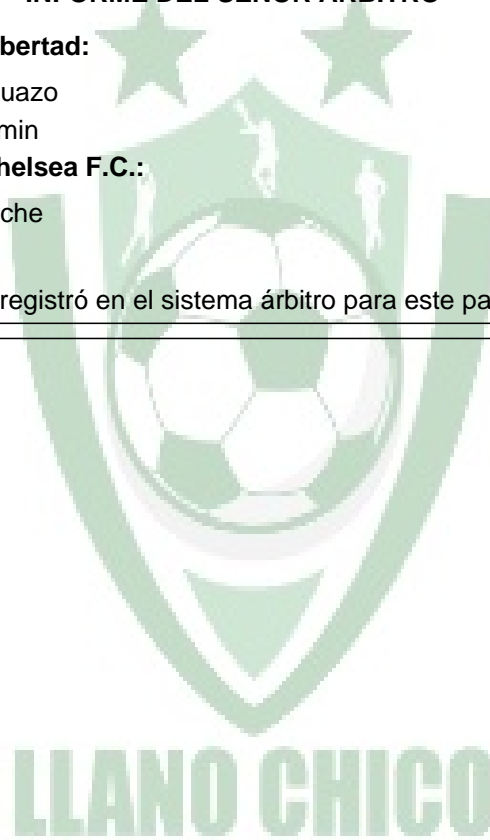 INFORME DEL SEÑOR ÁRBITRO
bertad:
uazo
min
helsea F.C.:
che
registró en el sistema árbitro para este pa
LLANO CHICO